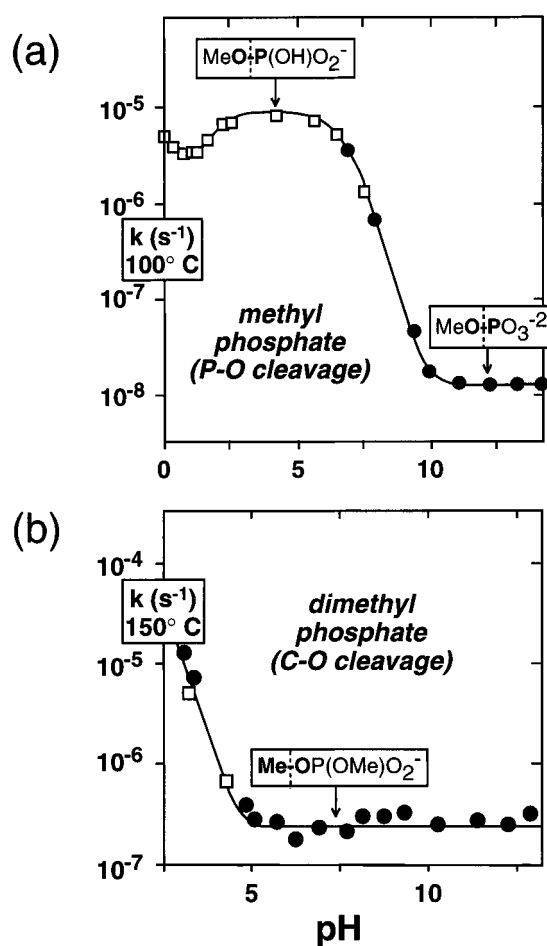 (a)
MeO-P(OH)O₂⁻
10⁻⁵
10⁻⁶
k (s⁻¹)
100° C
10⁻⁷
methyl
phosphate
(P-O cleavage)
MeO-PO₃⁻²
10⁻⁸
0 5 10
(b)
10⁻⁴
k (s⁻¹)
150° C
dimethyl
phosphate
(C-O cleavage)
10⁻⁵
10⁻⁶
Me-OP(OMe)O₂⁻
10⁻⁷
5 10
pH